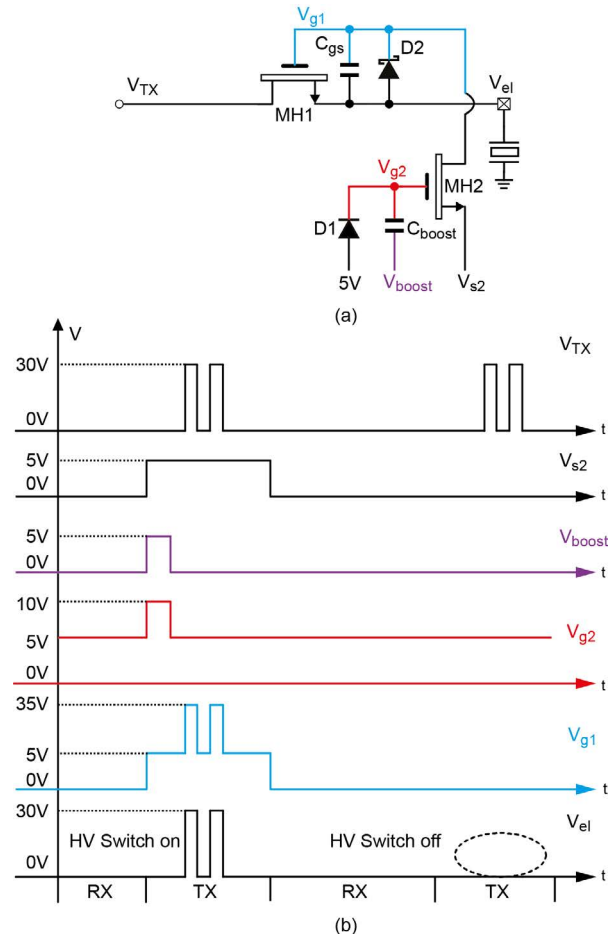 Vg1
Cgs
D2
VTX
MH1
Vel
Vg2
MH2
D1
Cboost
5V
Vboost
Vs2
(a)
V
VTX
30V
0V
t
Vs2
5V
0V
t
Vboost
5V
0V
t
10V
5V
Vg2
0V
t
35V
Vg1
5V
0V
t
30V
Vel
HV Switch on
HV Switch off
0V
t
RX
TX
RX
TX
(b)